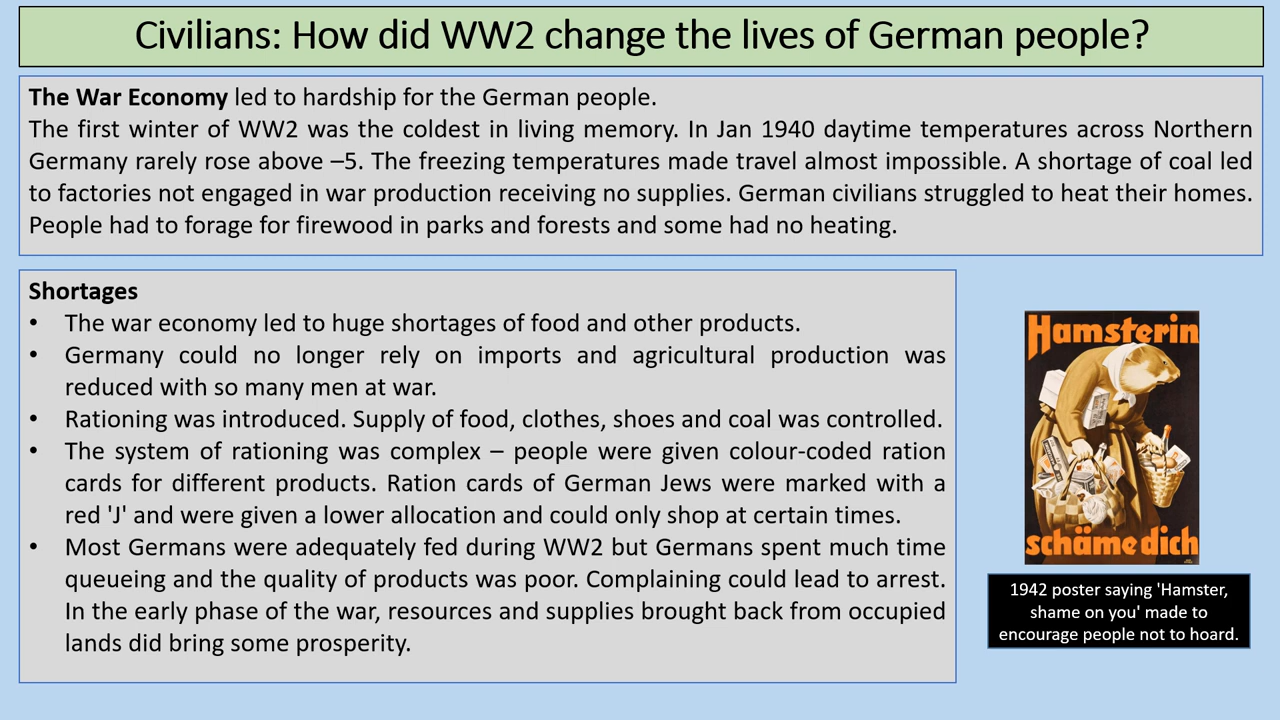 Civilians: How did WW2 change the lives of German people?
The War Economy led to hardship for the German people.
The first winter of WW2 was the coldest in living memory. In Jan 1940 daytime temperatures across Northern
Germany rarely rose above –5. The freezing temperatures made travel almost impossible. A shortage of coal led
to factories not engaged in war production receiving no supplies. German civilians struggled to heat their homes.
People had to forage for firewood in parks and forests and some had no heating.
Shortages
• The war economy led to huge shortages of food and other products.
• Germany could no longer rely on imports and agricultural production was
reduced with so many men at war.
• Rationing was introduced. Supply of food, clothes, shoes and coal was controlled.
• The system of rationing was complex – people were given colour-coded ration
cards for different products. Ration cards of German Jews were marked with a
red 'J' and were given a lower allocation and could only shop at certain times.
• Most Germans were adequately fed during WW2 but Germans spent much time
queueing and the quality of products was poor. Complaining could lead to arrest.
In the early phase of the war, resources and supplies brought back from occupied
lands did bring some prosperity.
Hamsterin
schäme dich
1942 poster saying 'Hamster,
shame on you' made to
encourage people not to hoard.